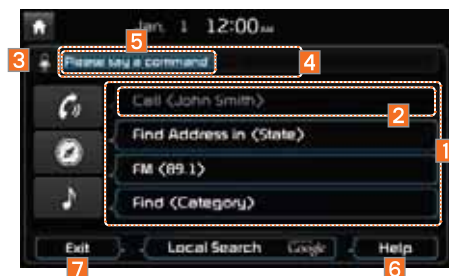 Jan. 1 12:00 AM
5
3
Please say a command
4
Call <John Smith>
2
1
Find Address in <State>
FM <89.1>
Find <Category>
Exit
Local Search Google
Help
7
6